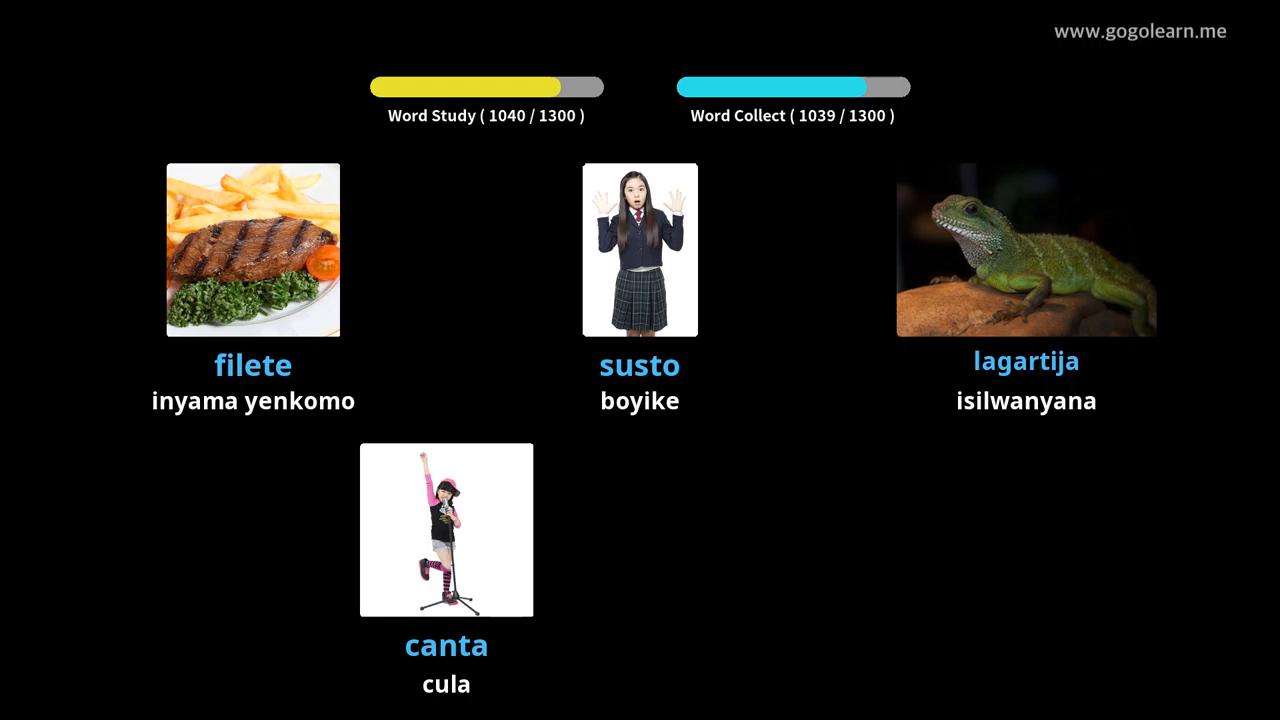 www.gogolearn.me
Word Study ( 1040 / 1300 )
Word Collect ( 1039 / 1300 )
filete
inyama yenkomo
susto
boyike
lagartija
isilwanyana
canta
cula